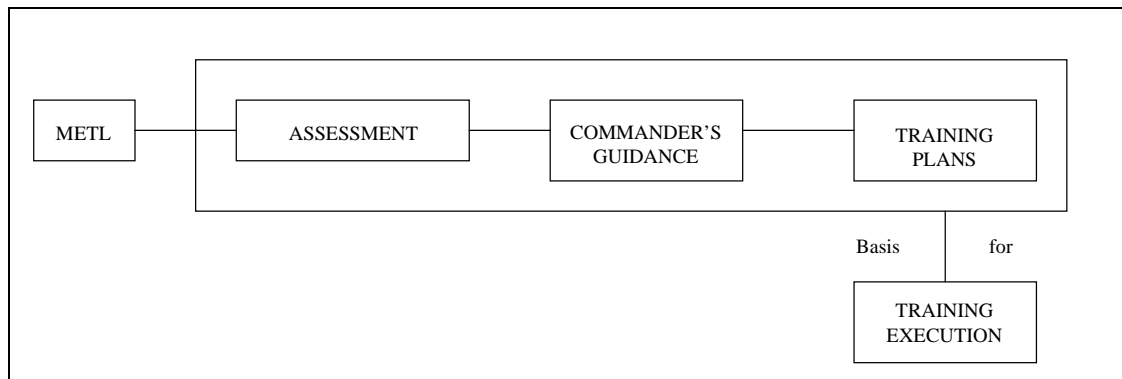 METL
ASSESSMENT
COMMANDER'S
GUIDANCE
TRAINING
PLANS
Basis for
TRAINING
EXECUTION